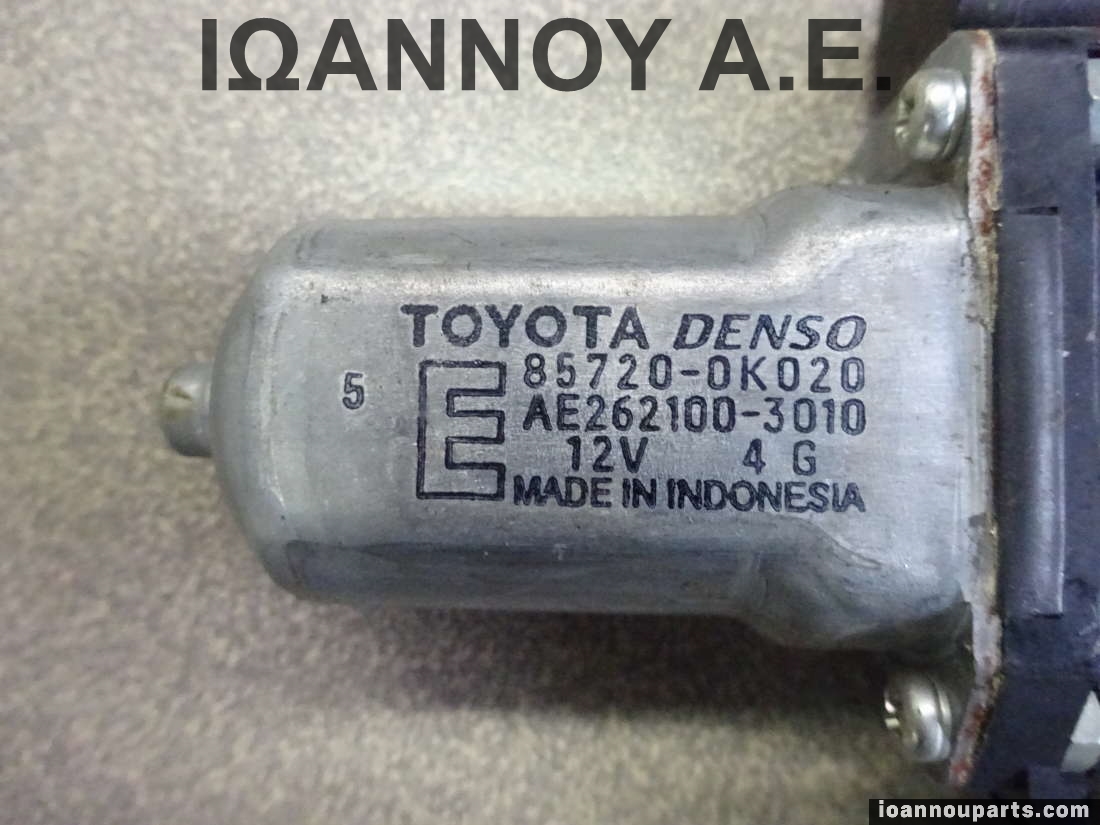 ΙΩΑΝΝΟΥ Α.Ε.
TOYOTA DENSO
5 E 85720-0K020
AE262100-3010
12V 4 G
MADE IN INDONESIA
ioannouparts.com